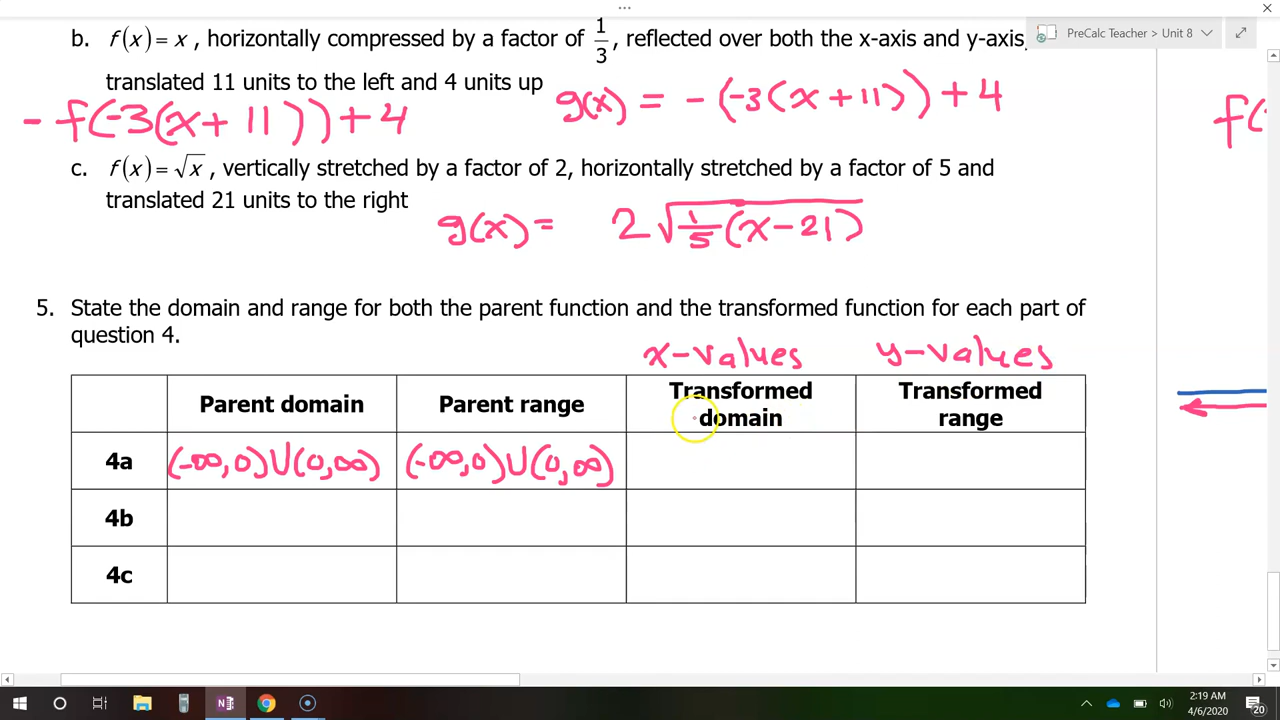 ...
b. f(x) = x, horizontally compressed by a factor of 1/3, reflected over both the x-axis and y-axis,
PreCalc Teacher > Unit 8
translated 11 units to the left and 4 units up
g(x) = -(-3(x+11))+4
-f(-3(x+11))+4
f(
c. f(x) = √x, vertically stretched by a factor of 2, horizontally stretched by a factor of 5 and
translated 21 units to the right
g(x) = 2√(1/5(x-21))
5. State the domain and range for both the parent function and the transformed function for each part of
question 4.
x-values y-values
Parent domain Parent range Transformed domain Transformed range
4a (-∞,0)U(0,∞) (-∞,0)U(0,∞)
4b
4c
2:19 AM
4/6/2020
20